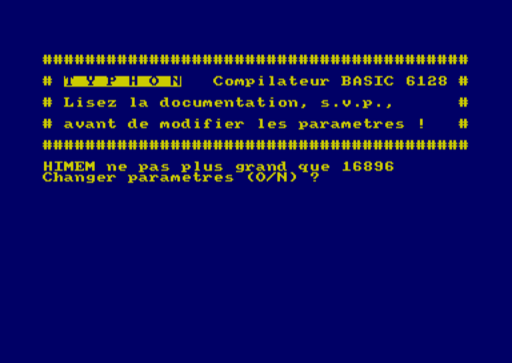 ########################################
# T Y P H O N   Compilateur BASIC 6128 #
# Lisez la documentation, s.v.p.,      #
# avant de modifier les parametres !   #
########################################
HIMEM ne pas plus grand que 16896
Changer parametres (O/N) ?